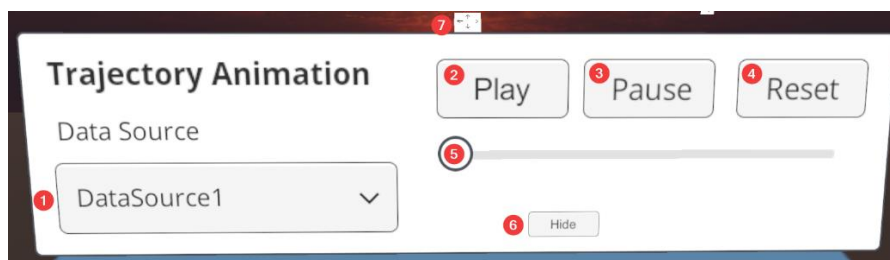 7
Trajectory Animation
2 Play
3 Pause
4 Reset
Data Source
5
1 DataSource1
6 Hide